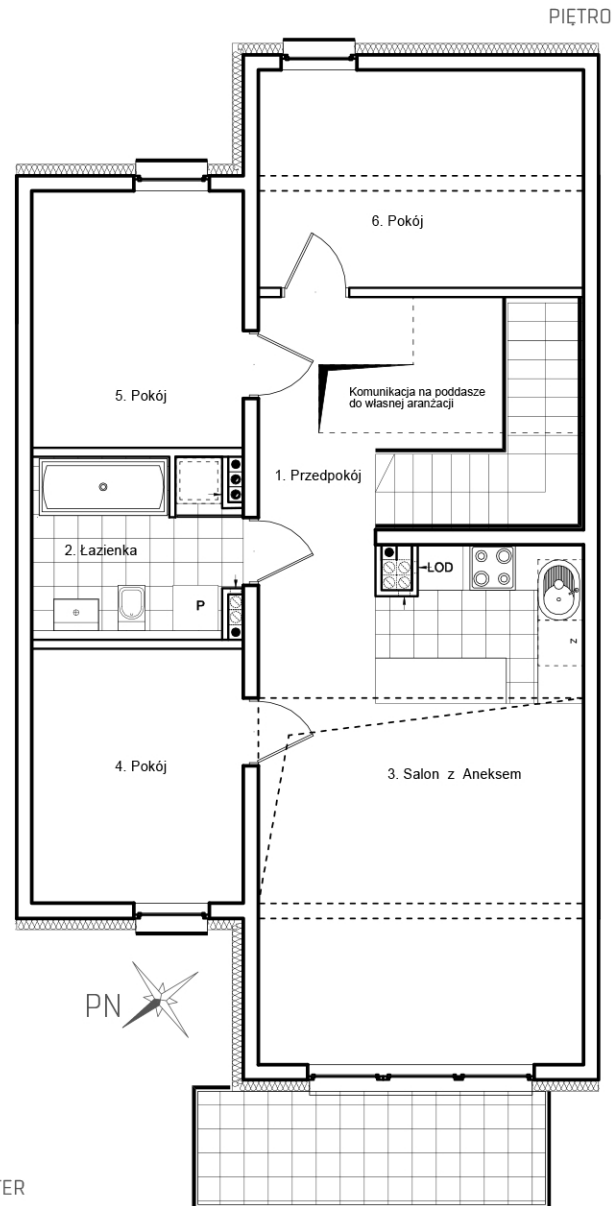 PIĘTRO
6. Pokój
5. Pokój
Komunikacja na poddasze
do własnej aranżacji
1. Przedpokój
2. Łazienka
LOD
P
z
4. Pokój
3. Salon z Aneksem
PN
TER